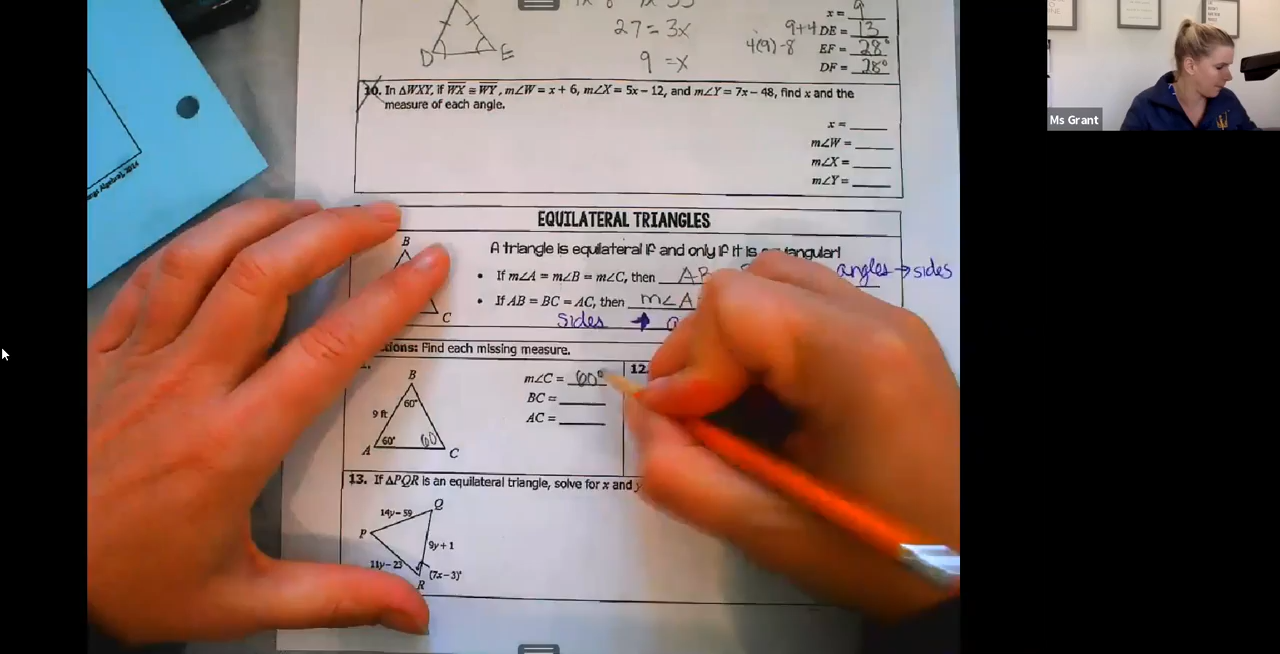 27 = 3x
9 = x
x = 9
9+4 DE = 13
4(9)-8 EF = 28°
DF = 28°
D
E
10. In ΔWXY, if WX ≅ WY, m∠W = x + 6, m∠X = 5x – 12, and m∠Y = 7x – 48, find x and the
measure of each angle.
x =
m∠W =
m∠X =
m∠Y =
EQUILATERAL TRIANGLES
A triangle is equilateral if and only if it is
• If m∠A = m∠B = m∠C, then AB
angles → sides
• If AB = BC = AC, then m∠A
sides →
B
C
Find each missing measure.
B
60°
9 ft
60°
60
A
C
m∠C = 60°
BC =
AC =
12.
13. If ΔPQR is an equilateral triangle, solve for x and y
Q
14y – 59
P
9y + 1
11y – 23
(7x – 3)°
R
Ms Grant